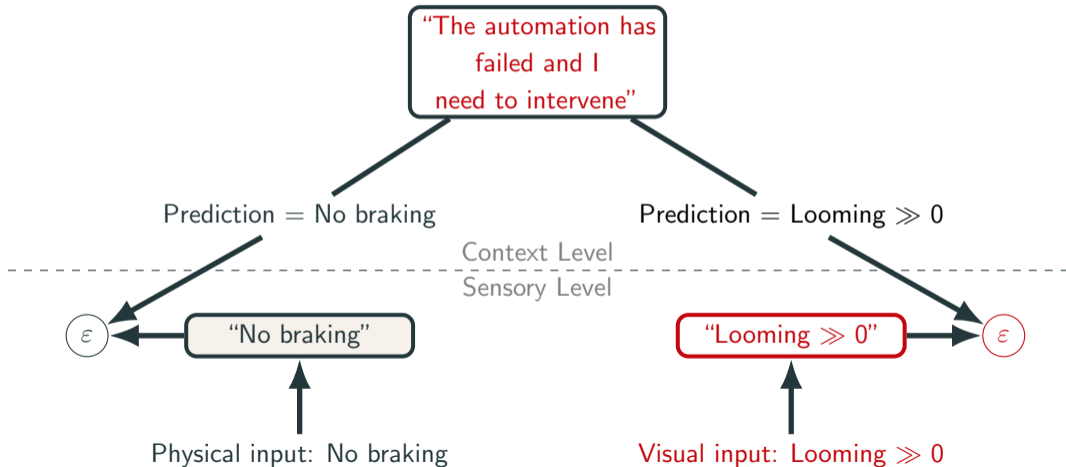 “The automation has
failed and I
need to intervene”
Prediction = No braking
Prediction = Looming ≫ 0
Context Level
Sensory Level
ε
“No braking”
“Looming ≫ 0”
ε
Physical input: No braking
Visual input: Looming ≫ 0